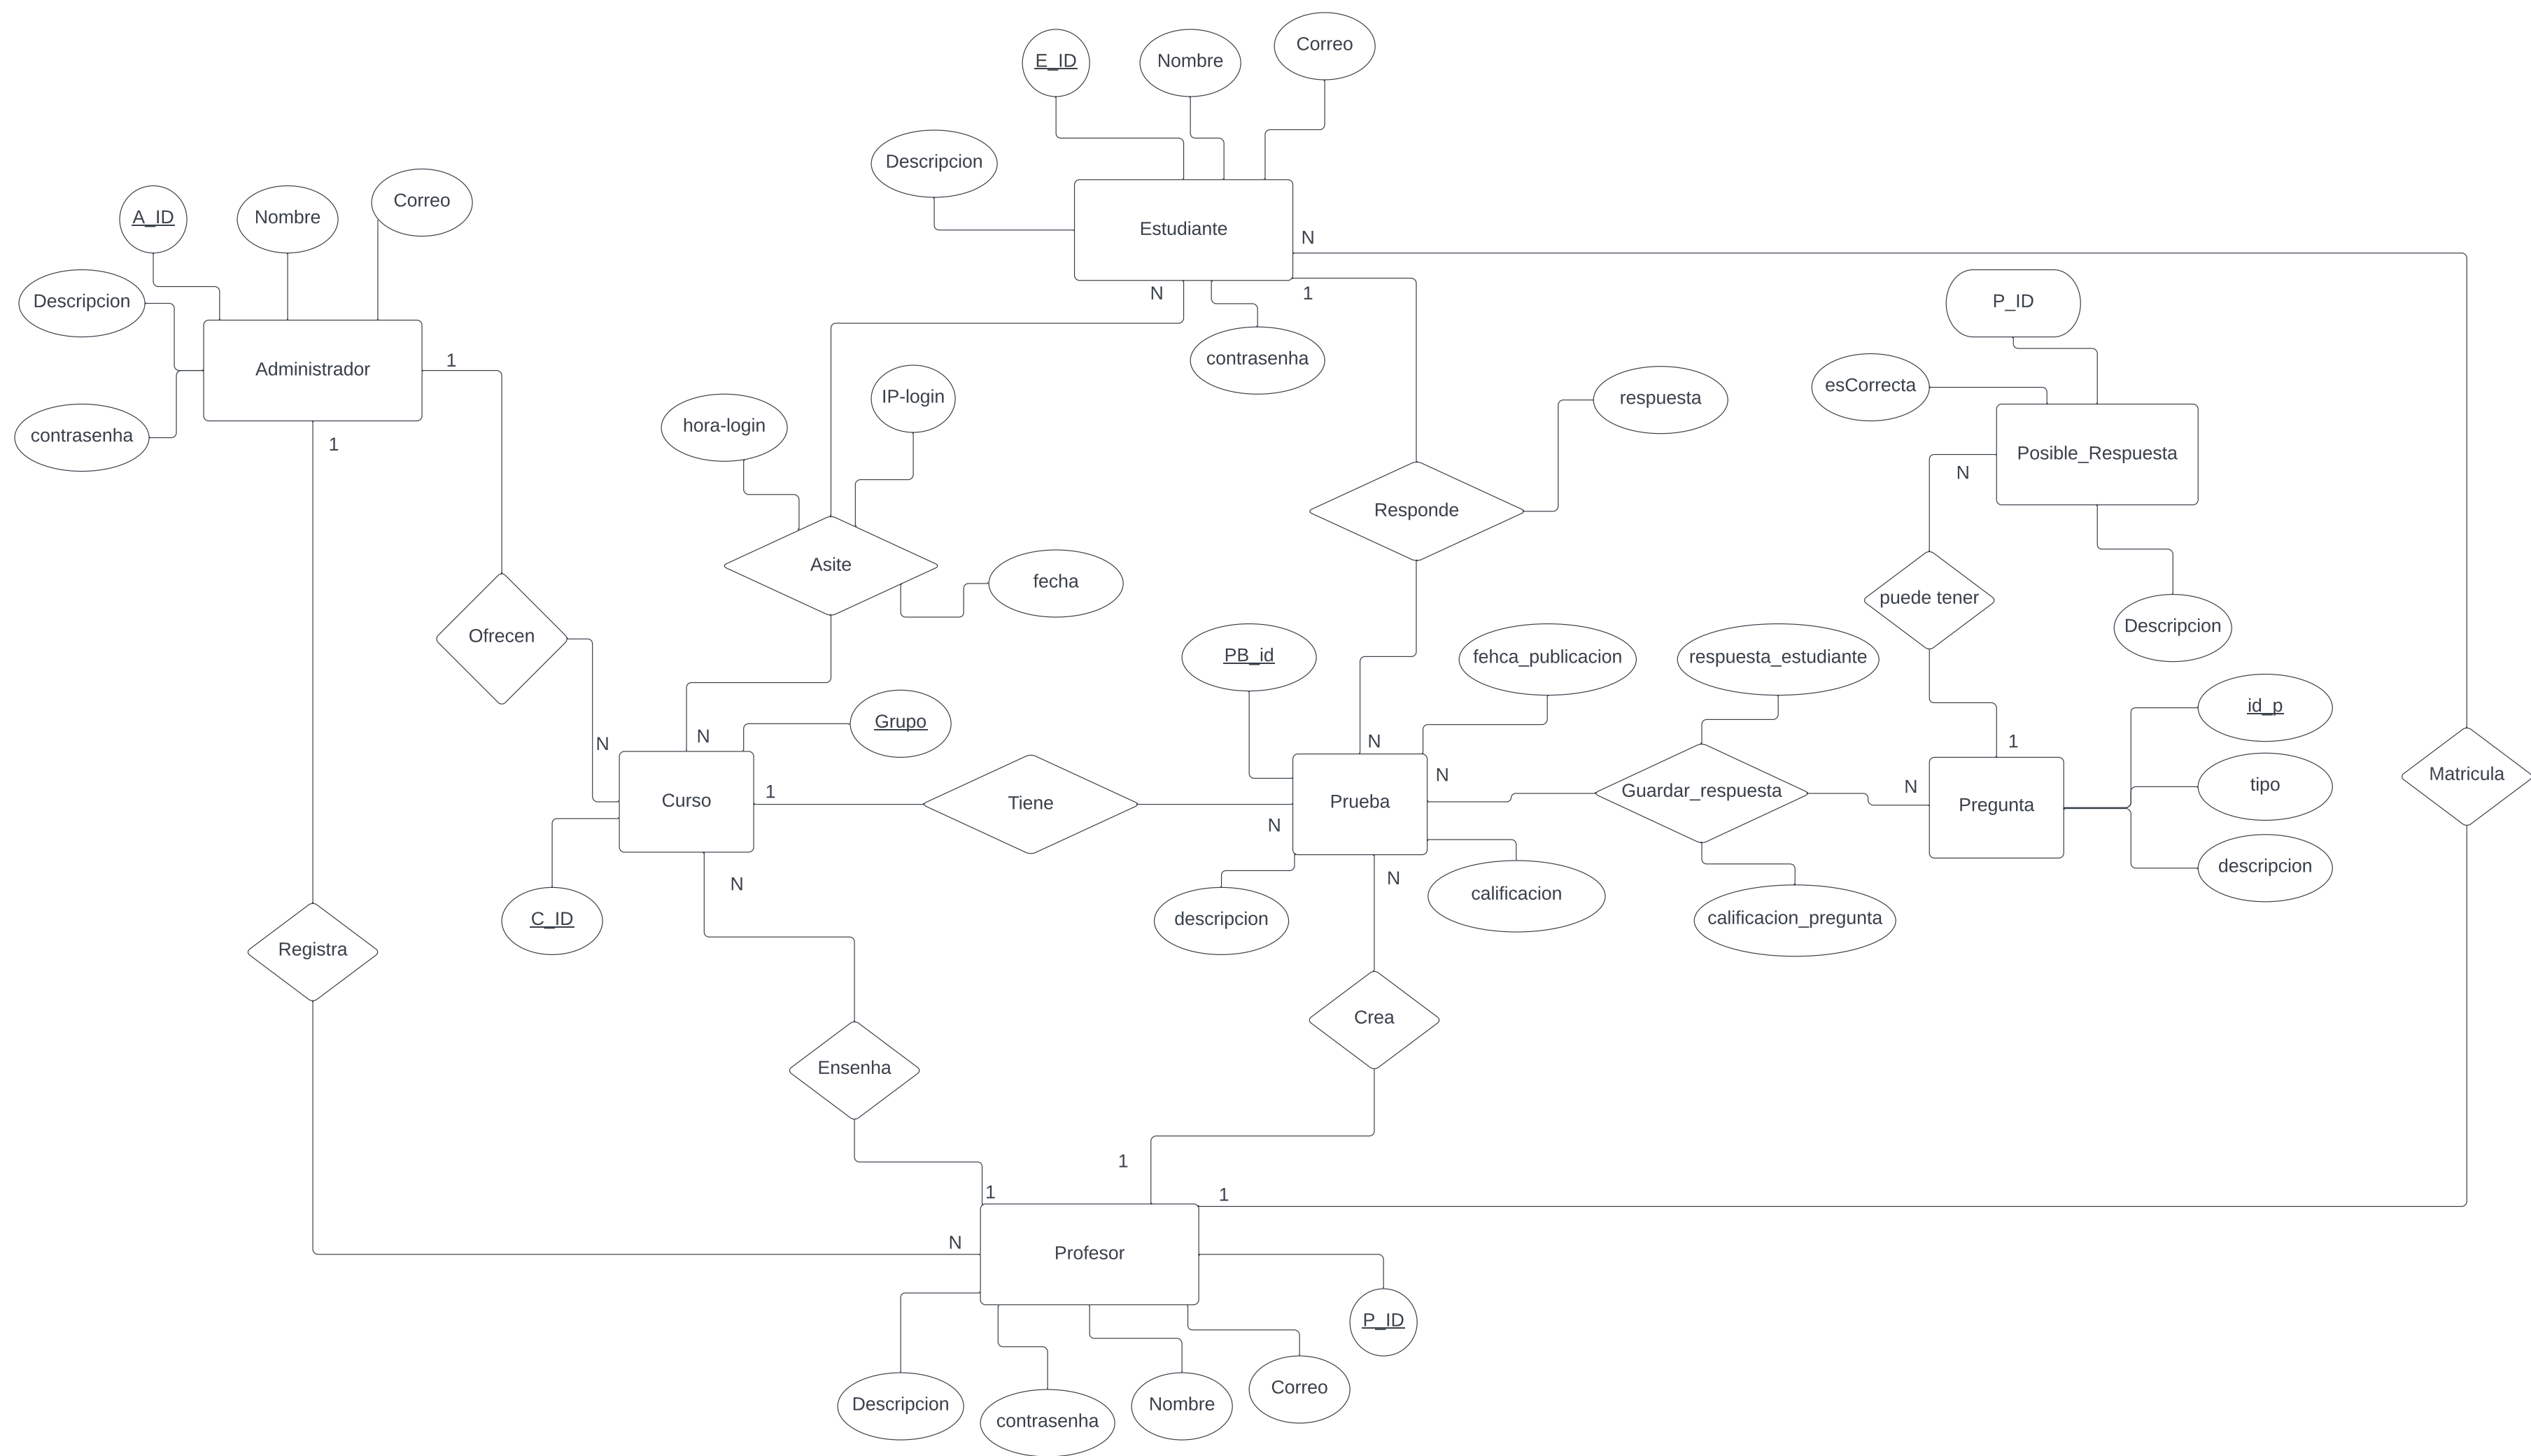 Correo
E_ID
Nombre
Descripcion
Correo
A_ID
Nombre
Estudiante
N
Descripcion
N
1
P_ID
Administrador
1
contrasenha
esCorrecta
IP-login
respuesta
hora-login
contrasenha
1
Posible_Respuesta
N
Responde
Asite
fecha
puede tener
Descripcion
Ofrecen
PB_id
fehca_publicacion
respuesta_estudiante
id_p
Grupo
N
N
N
1
N
Matricula
Curso
1
Tiene
Prueba
Guardar_respuesta
N
Pregunta
tipo
N
descripcion
N
N
calificacion
C_ID
descripcion
calificacion_pregunta
Registra
Crea
Ensenha
1
1
1
N
Profesor
P_ID
Descripcion
contrasenha
Nombre
Correo